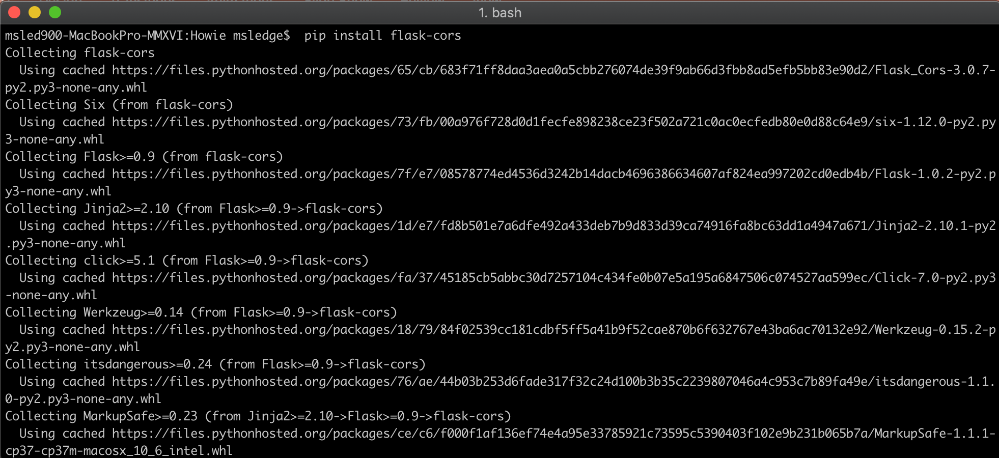 1. bash
msled900-MacBookPro-MMXVI:Howie msledge$  pip install flask-cors
Collecting flask-cors
  Using cached https://files.pythonhosted.org/packages/65/cb/683f71ff8daa3aea0a5cbb276074de39f9ab66d3fbb8ad5efb5bb83e90d2/Flask_Cors-3.0.7-
py2.py3-none-any.whl
Collecting Six (from flask-cors)
  Using cached https://files.pythonhosted.org/packages/73/fb/00a976f728d0d1fecfe898238ce23f502a721c0ac0ecfedb80e0d88c64e9/six-1.12.0-py2.py
3-none-any.whl
Collecting Flask>=0.9 (from flask-cors)
  Using cached https://files.pythonhosted.org/packages/7f/e7/08578774ed4536d3242b14dacb4696386634607af824ea997202cd0edb4b/Flask-1.0.2-py2.p
y3-none-any.whl
Collecting Jinja2>=2.10 (from Flask>=0.9->flask-cors)
  Using cached https://files.pythonhosted.org/packages/1d/e7/fd8b501e7a6dfe492a433deb7b9d833d39ca74916fa8bc63dd1a4947a671/Jinja2-2.10.1-py2
.py3-none-any.whl
Collecting click>=5.1 (from Flask>=0.9->flask-cors)
  Using cached https://files.pythonhosted.org/packages/fa/37/45185cb5abbc30d7257104c434fe0b07e5a195a6847506c074527aa599ec/Click-7.0-py2.py3
-none-any.whl
Collecting Werkzeug>=0.14 (from Flask>=0.9->flask-cors)
  Using cached https://files.pythonhosted.org/packages/18/79/84f02539cc181cdbf5ff5a41b9f52cae870b6f632767e43ba6ac70132e92/Werkzeug-0.15.2-p
y2.py3-none-any.whl
Collecting itsdangerous>=0.24 (from Flask>=0.9->flask-cors)
  Using cached https://files.pythonhosted.org/packages/76/ae/44b03b253d6fade317f32c24d100b3b35c2239807046a4c953c7b89fa49e/itsdangerous-1.1.
0-py2.py3-none-any.whl
Collecting MarkupSafe>=0.23 (from Jinja2>=2.10->Flask>=0.9->flask-cors)
  Using cached https://files.pythonhosted.org/packages/ce/c6/f000f1af136ef74e4a95e33785921c73595c5390403f102e9b231b065b7a/MarkupSafe-1.1.1-
cp37-cp37m-macosx_10_6_intel.whl